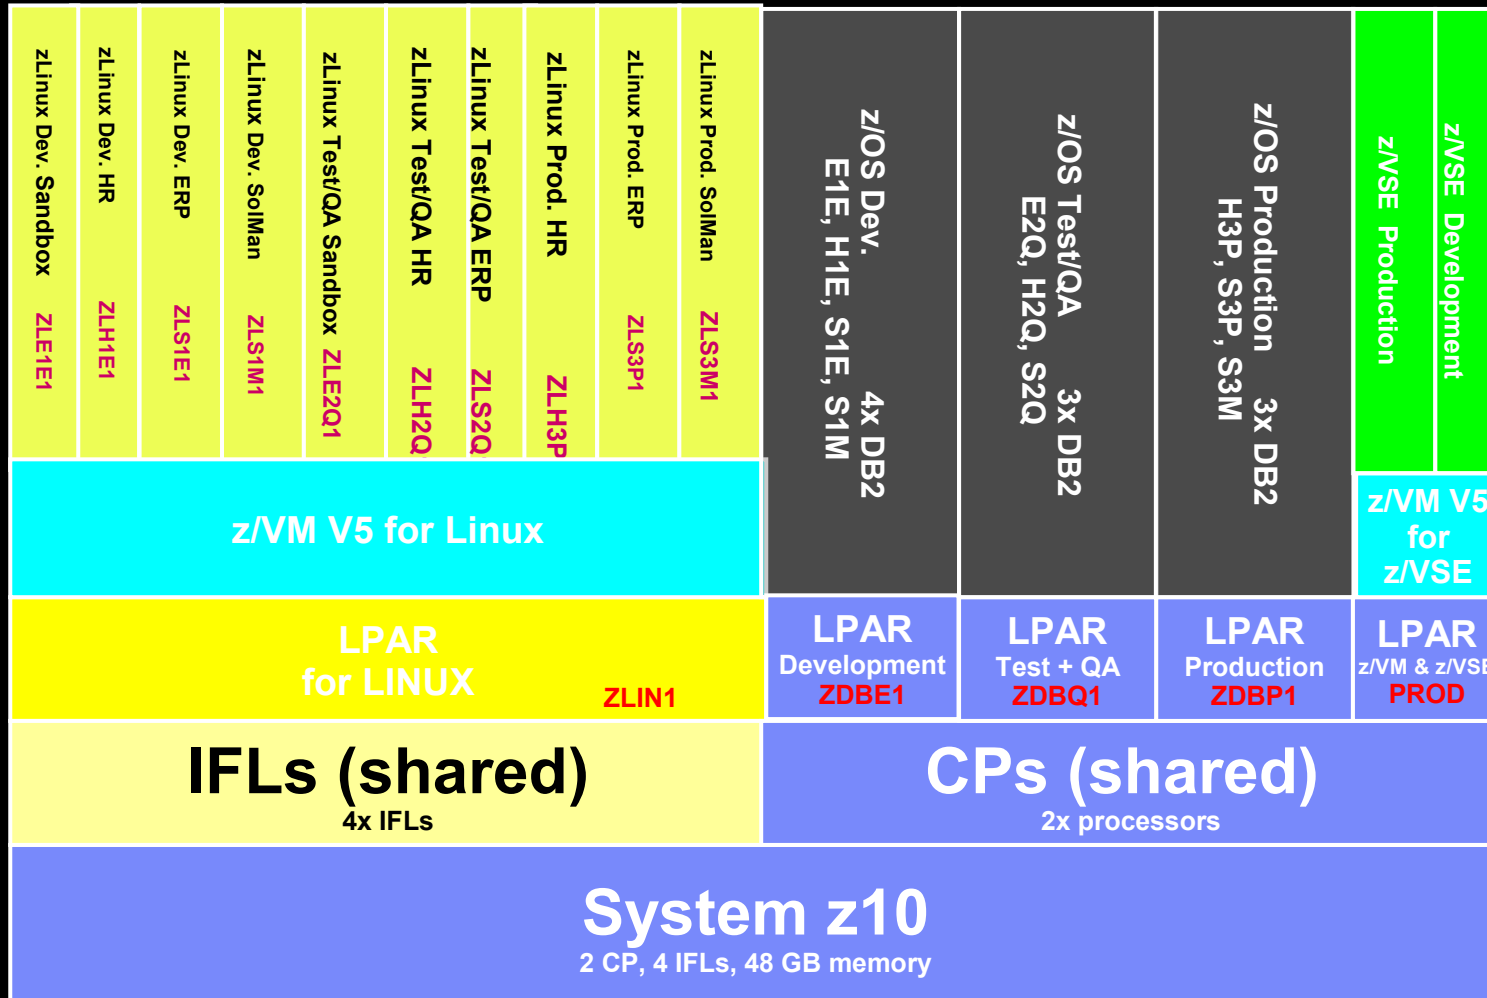 zLinux Dev. Sandbox ZLE1E1
zLinux Dev. HR ZLH1E1
zLinux Dev. ERP ZLS1E1
zLinux Dev. SolMan ZLS1M1
zLinux Test/QA Sandbox ZLE2Q1
zLinux Test/QA HR ZLH2Q
zLinux Test/QA ERP ZLS2Q
zLinux Prod. HR ZLH3P
zLinux Prod. ERP ZLS3P1
zLinux Prod. SolMan ZLS3M1
z/OS Dev. 4x DB2
E1E, H1E, S1E, S1M
z/OS Test/QA 3x DB2
E2Q, H2Q, S2Q
z/OS Production 3x DB2
H3P, S3P, S3M
z/VSE Production
z/VSE Development
z/VM V5 for Linux
z/VM V5
for
z/VSE
LPAR
for LINUX
ZLIN1
LPAR
Development
ZDBE1
LPAR
Test + QA
ZDBQ1
LPAR
Production
ZDBP1
LPAR
z/VM & z/VSE
PROD
IFLs (shared)
4x IFLs
CPs (shared)
2x processors
System z10
2 CP, 4 IFLs, 48 GB memory